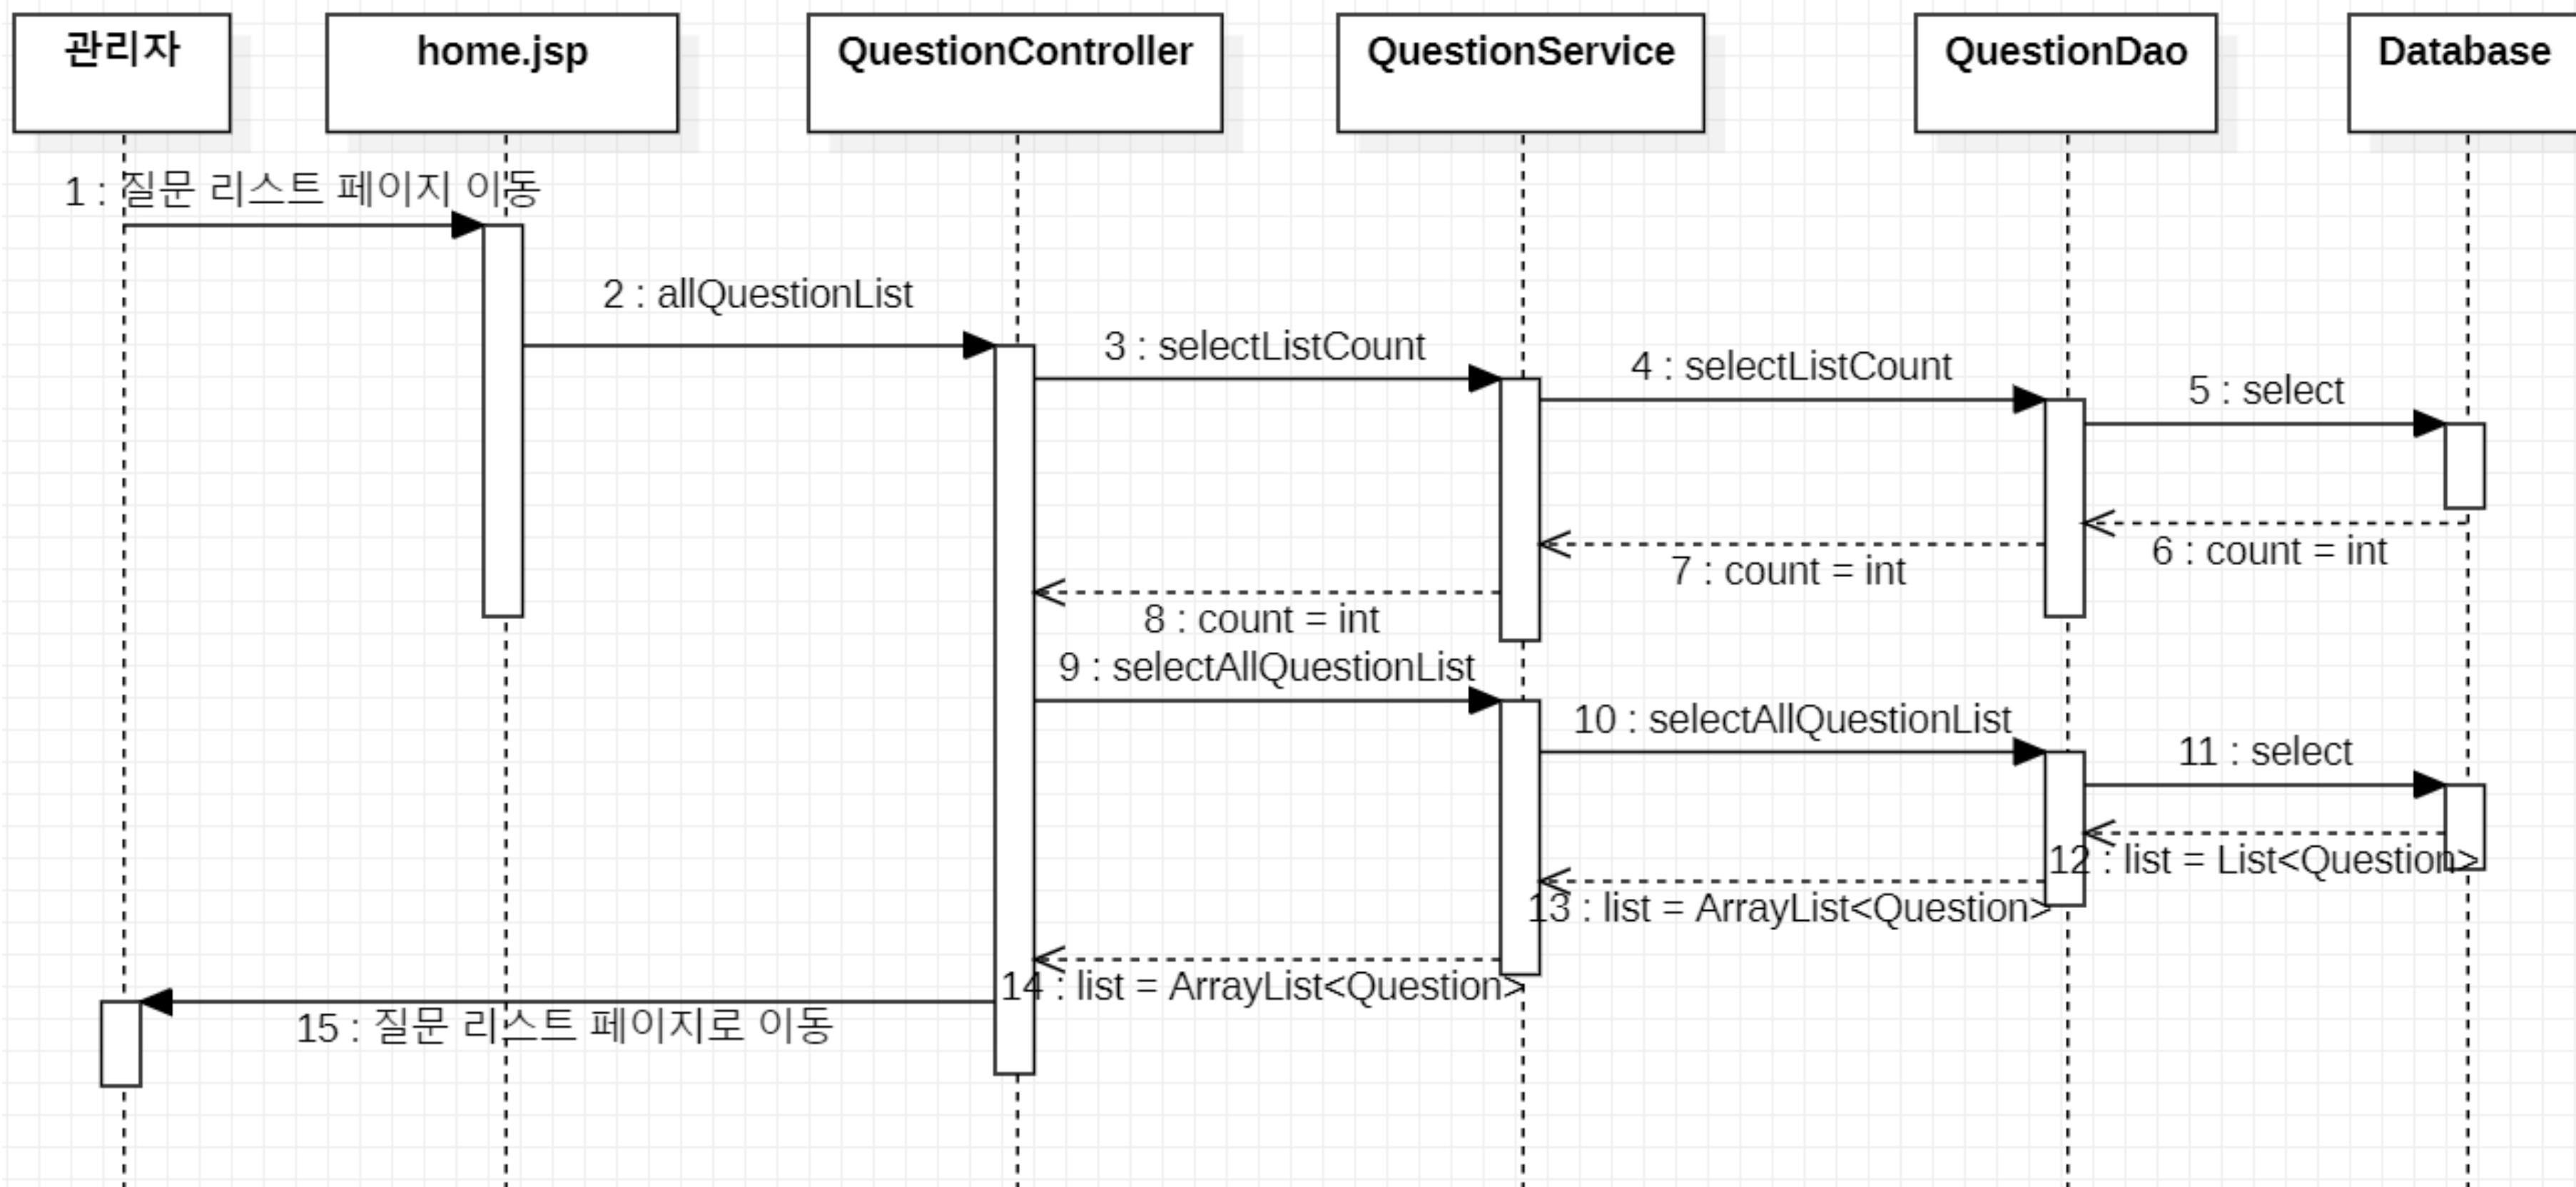 관리자
home.jsp
QuestionController
QuestionService
QuestionDao
Database
1 : 질문 리스트 페이지 이동
2 : allQuestionList
3 : selectListCount
4 : selectListCount
5 : select
6 : count = int
7 : count = int
8 : count = int
9 : selectAllQuestionList
10 : selectAllQuestionList
11 : select
12 : list = List<Question>
13 : list = ArrayList<Question>
14 : list = ArrayList<Question>
15 : 질문 리스트 페이지로 이동